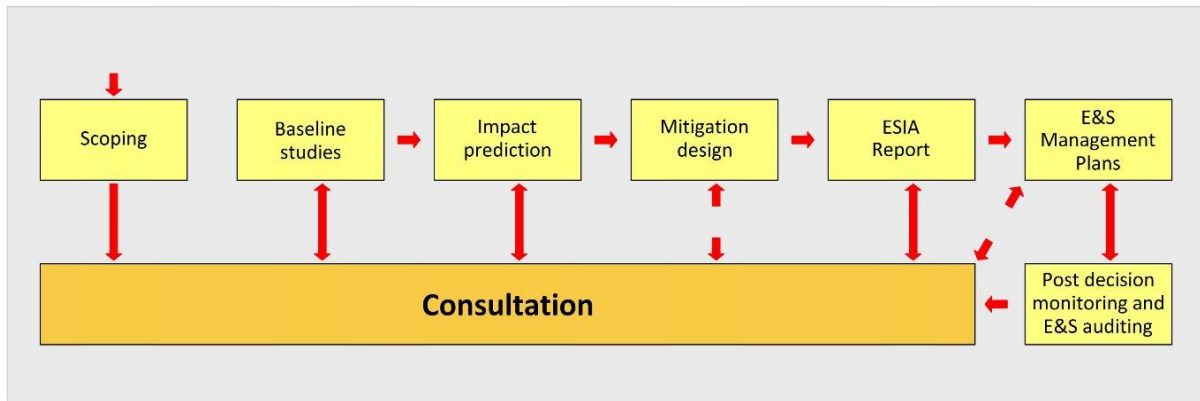 Scoping
Baseline
studies
Impact
prediction
Mitigation
design
ESIA
Report
E&S
Management
Plans
Consultation
Post decision
monitoring and
E&S auditing